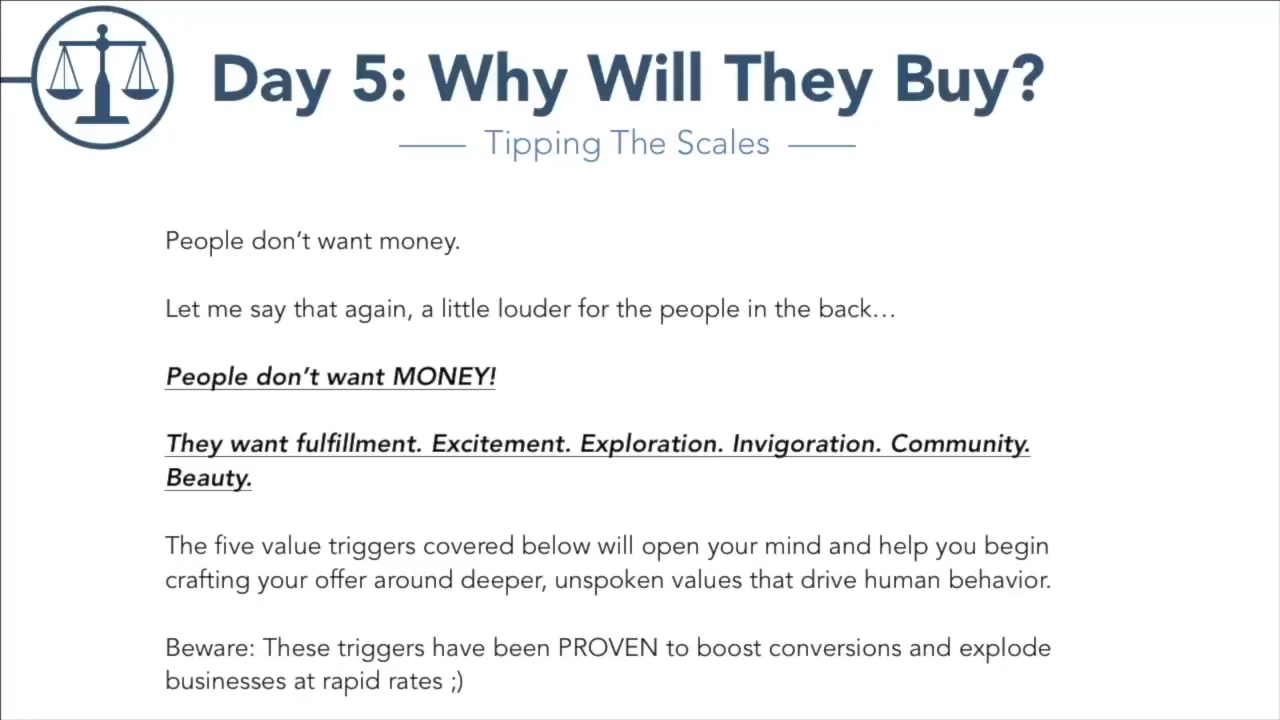 Day 5: Why Will They Buy?
Tipping The Scales
People don’t want money.
Let me say that again, a little louder for the people in the back…
People don’t want MONEY!
They want fulfillment. Excitement. Exploration. Invigoration. Community.
Beauty.
The five value triggers covered below will open your mind and help you begin
crafting your offer around deeper, unspoken values that drive human behavior.
Beware: These triggers have been PROVEN to boost conversions and explode
businesses at rapid rates ;)